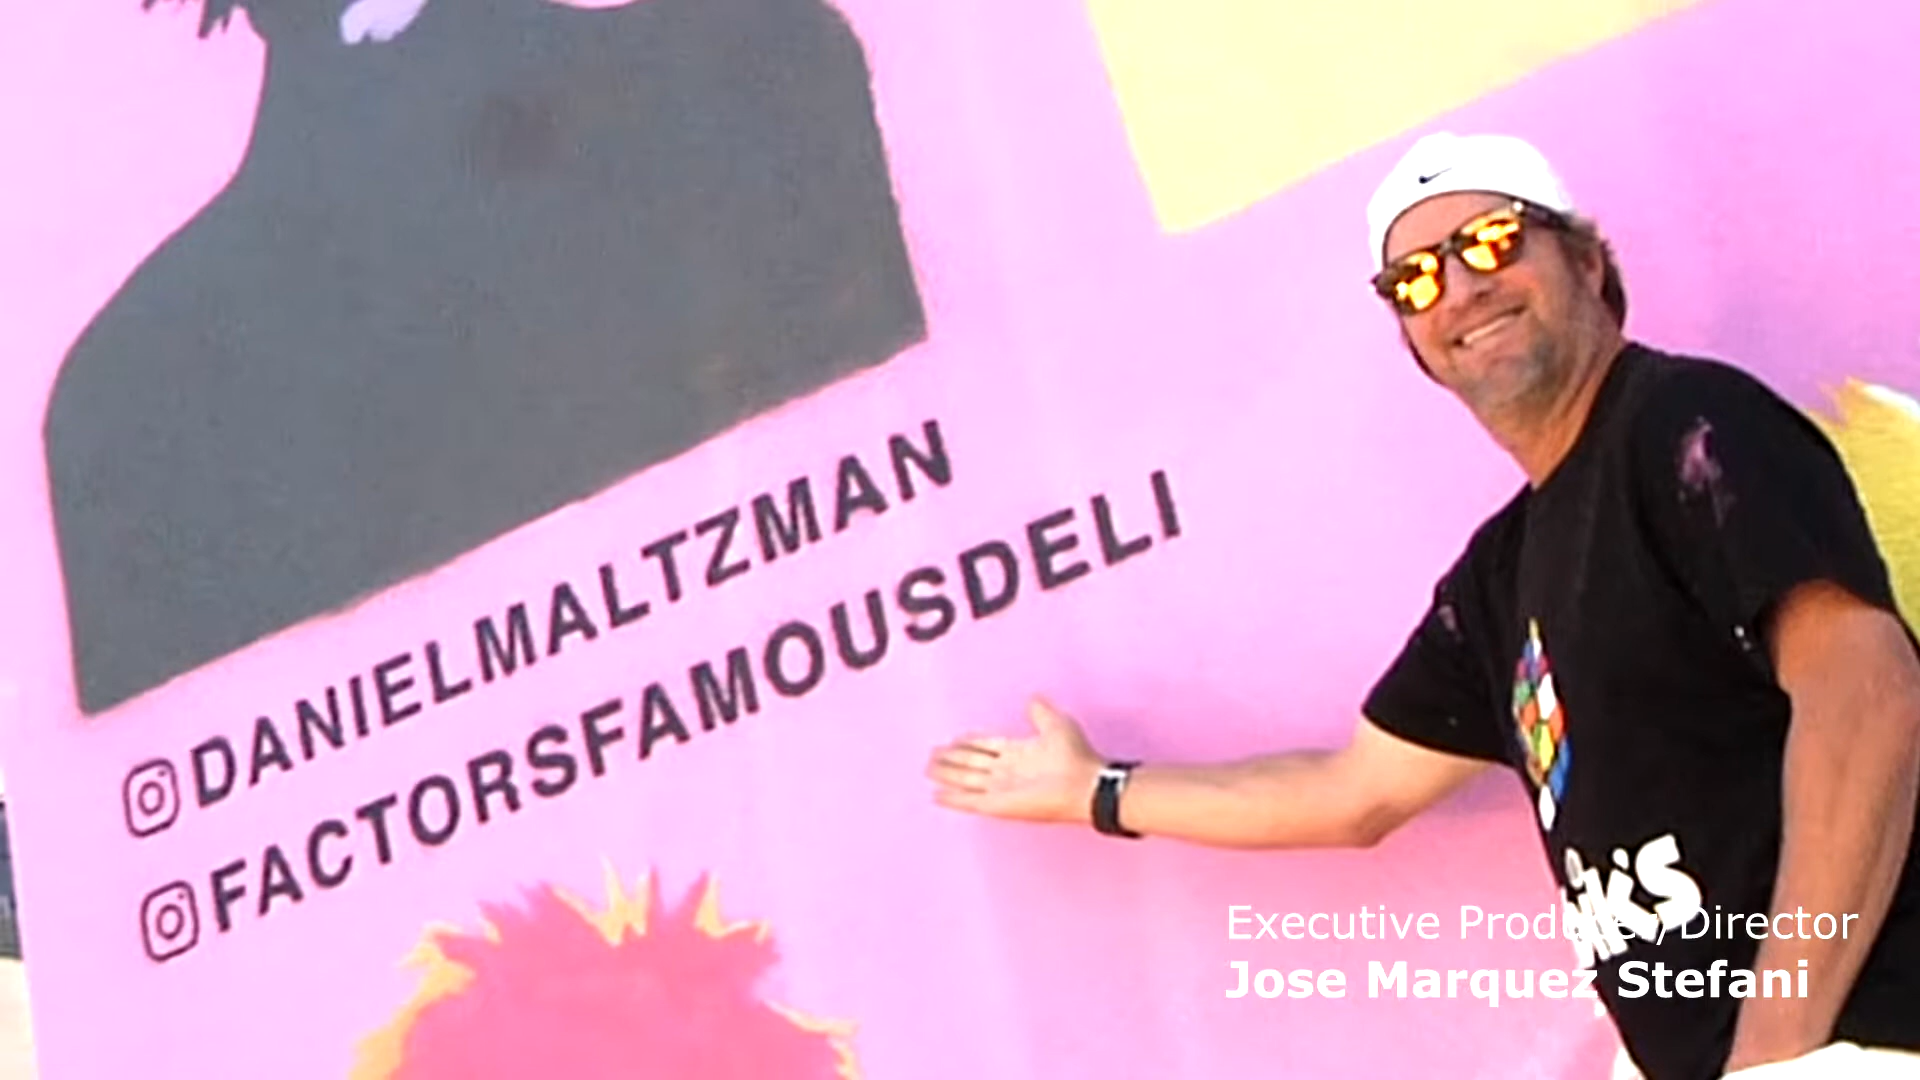 DANIELMALTZMAN
FACTORSFAMOUSDELI
Executive Producer/Director
Jose Marquez Stefani